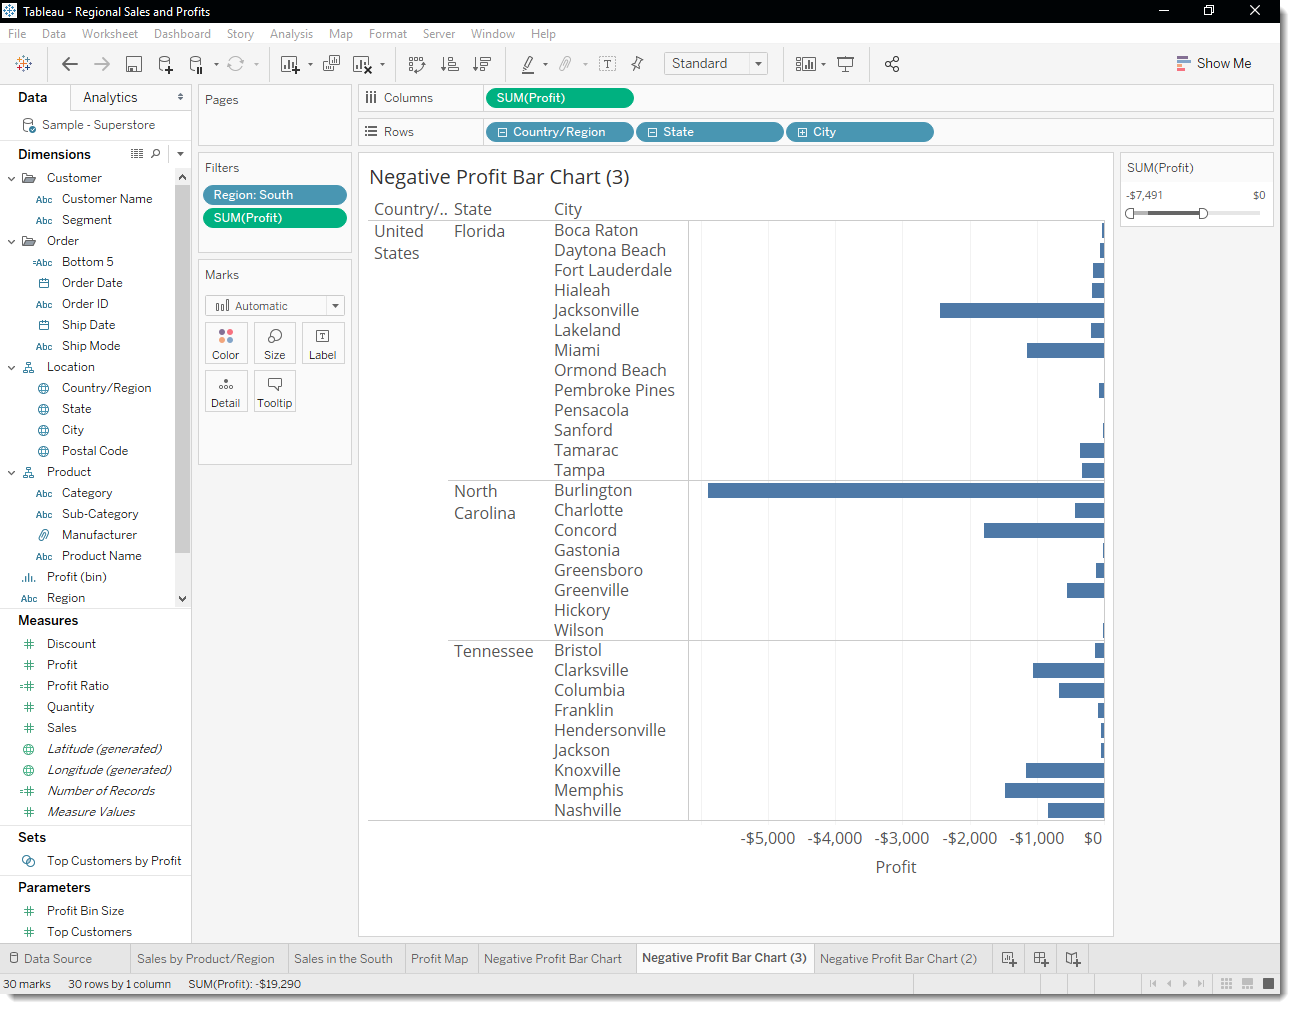 Tableau - Regional Sales and Profits
File Data Worksheet Dashboard Story Analysis Map Format Server Window Help
Standard
Show Me
Data Analytics
Sample - Superstore
Dimensions
Customer
Abc Customer Name
Abc Segment
Order
=Abc Bottom 5
Order Date
Abc Order ID
Ship Date
Abc Ship Mode
Location
Country/Region
State
City
Postal Code
Product
Abc Category
Abc Sub-Category
Manufacturer
Abc Product Name
Profit (bin)
Abc Region
Measures
# Discount
# Profit
=# Profit Ratio
# Quantity
# Sales
Latitude (generated)
Longitude (generated)
=# Number of Records
# Measure Values
Sets
Top Customers by Profit
Parameters
# Profit Bin Size
# Top Customers
Pages
Filters
Region: South
SUM(Profit)
Marks
Automatic
Color Size T Label
Detail Tooltip
Columns SUM(Profit)
Rows Country/Region State City
Negative Profit Bar Chart (3)
Country/.. State City
United States Florida Boca Raton
Daytona Beach
Fort Lauderdale
Hialeah
Jacksonville
Lakeland
Miami
Ormond Beach
Pembroke Pines
Pensacola
Sanford
Tamarac
Tampa
North Carolina Burlington
Charlotte
Concord
Gastonia
Greensboro
Greenville
Hickory
Wilson
Tennessee Bristol
Clarksville
Columbia
Franklin
Hendersonville
Jackson
Knoxville
Memphis
Nashville
-$5,000 -$4,000 -$3,000 -$2,000 -$1,000 $0
Profit
SUM(Profit)
-$7,491 $0
Data Source Sales by Product/Region Sales in the South Profit Map Negative Profit Bar Chart Negative Profit Bar Chart (3) Negative Profit Bar Chart (2)
30 marks 30 rows by 1 column SUM(Profit): -$19,290